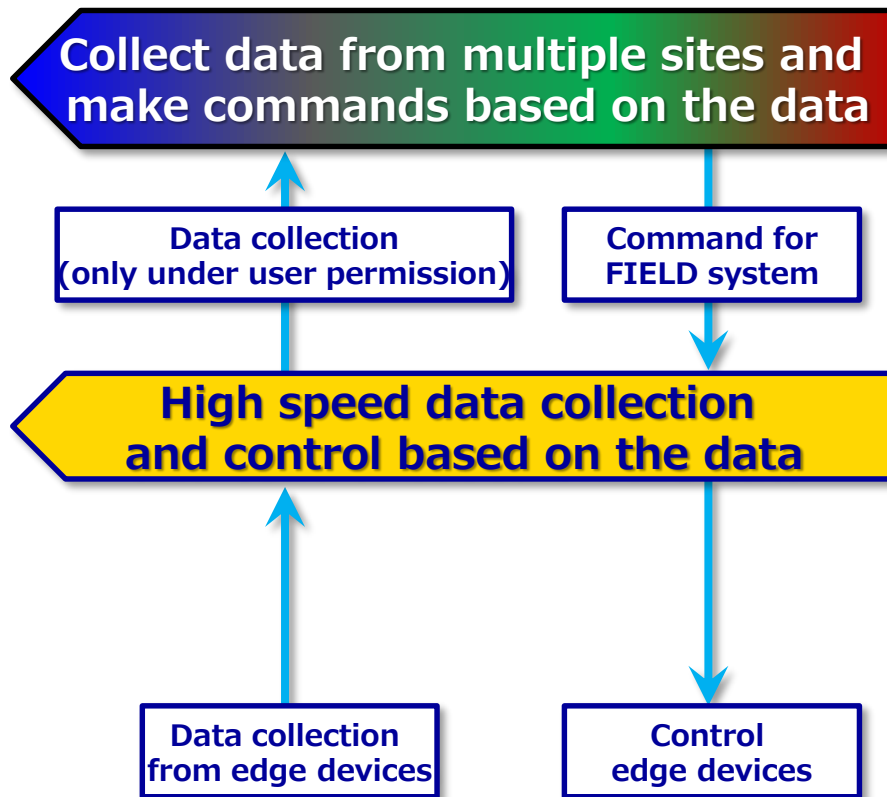 Collect data from multiple sites and
make commands based on the data
Data collection
(only under user permission)
Command for
FIELD system
High speed data collection
and control based on the data
Data collection
from edge devices
Control
edge devices